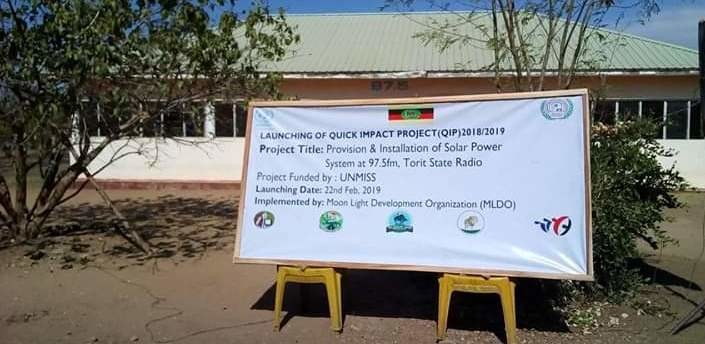 97.5
LAUNCHING OF QUICK IMPACT PROJECT(QIP)2018/2019
Project Title: Provision & Installation of Solar Power
System at 97.5fm, Torit State Radio
Project Funded by : UNMISS
Launching Date: 22nd Feb, 2019
Implemented by: Moon Light Development Organization (MLDO)